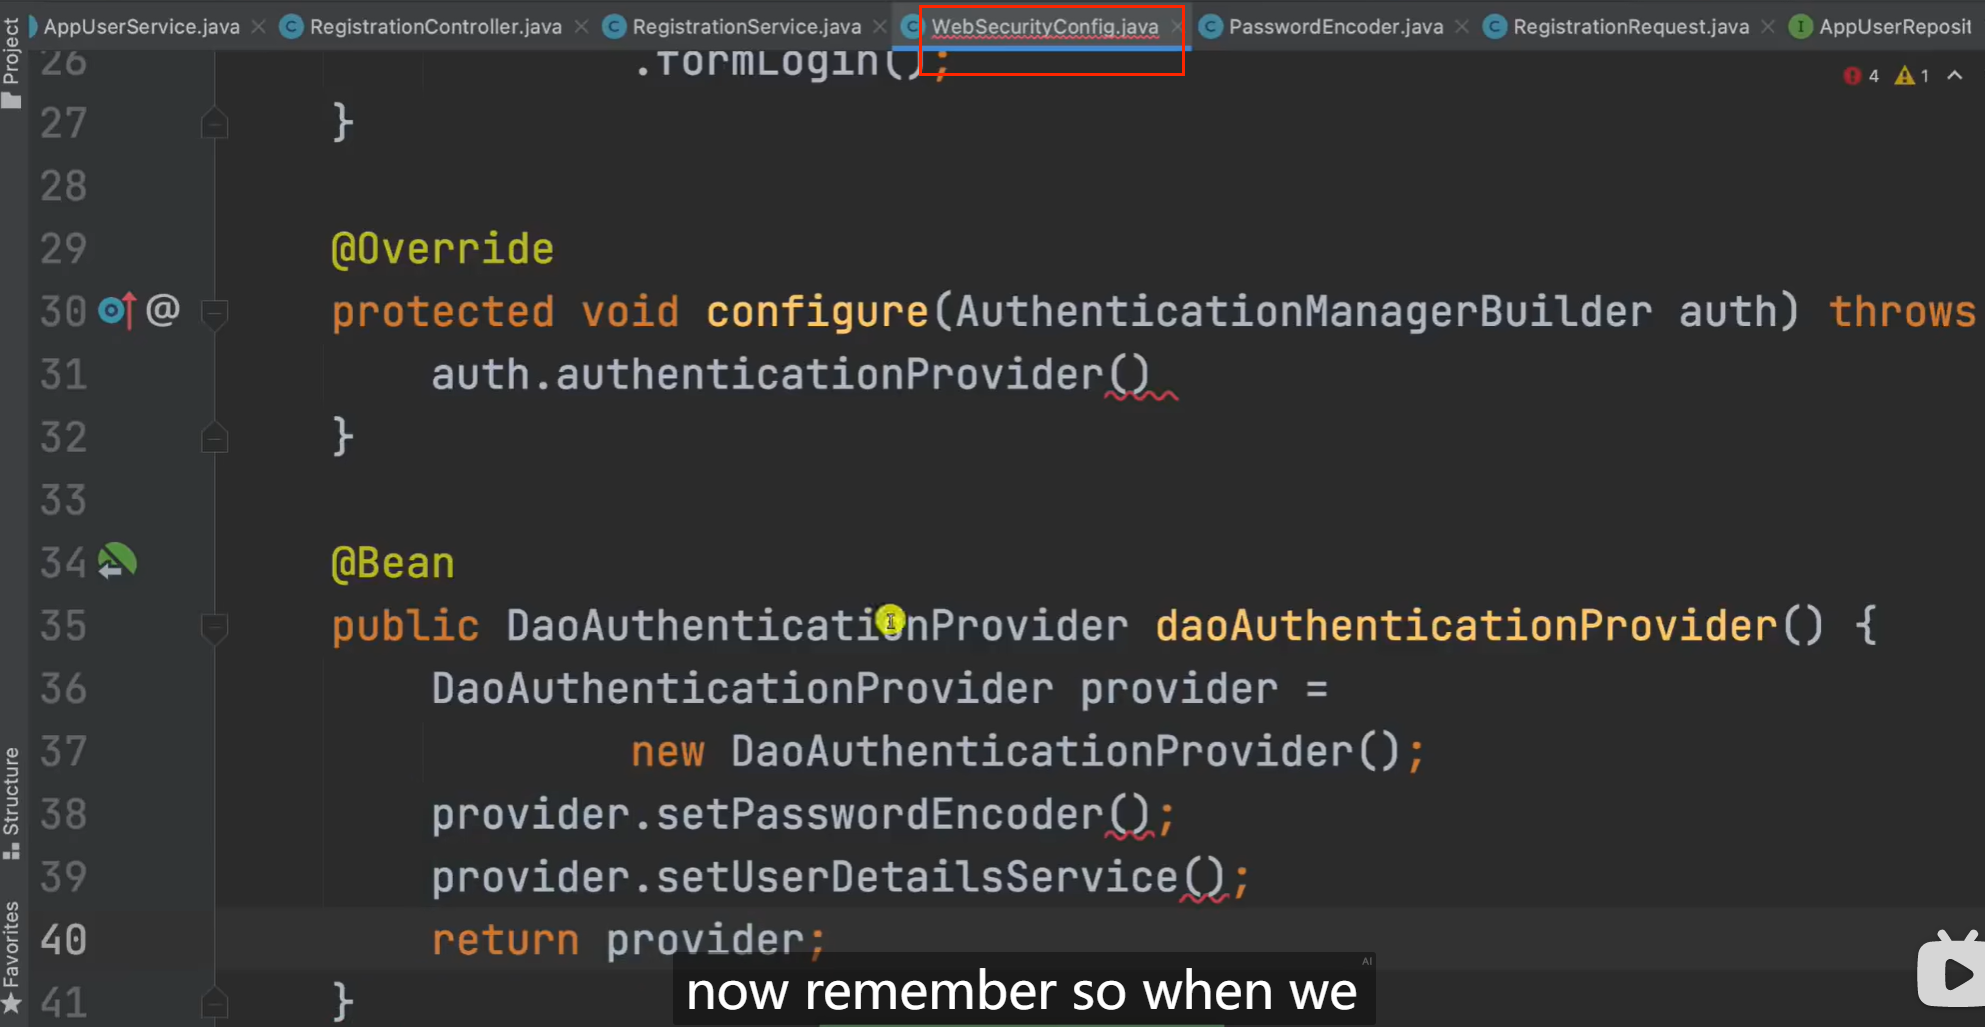 AppUserService.java RegistrationController.java RegistrationService.java WebSecurityConfig.java PasswordEncoder.java RegistrationRequest.java AppUserReposit
Project
26 .formLogin();
4 1
27 }
28
29 @Override
30 @ protected void configure(AuthenticationManagerBuilder auth) throws
31 auth.authenticationProvider()
32 }
33
34 @Bean
35 public DaoAuthenticationProvider daoAuthenticationProvider() {
36 DaoAuthenticationProvider provider =
37 new DaoAuthenticationProvider();
38 provider.setPasswordEncoder();
39 provider.setUserDetailsService();
40 return provider;
41 }
Structure
Favorites
AI
now remember so when we